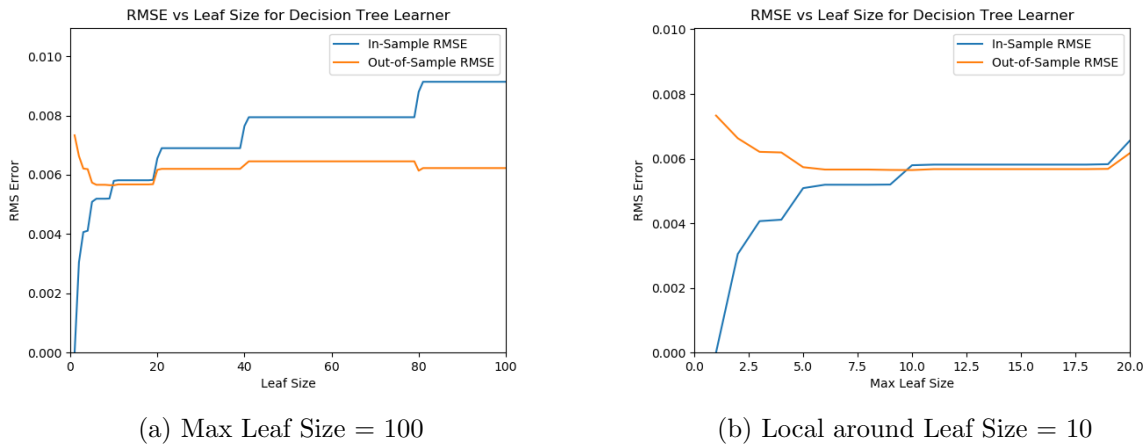 RMSE vs Leaf Size for Decision Tree Learner
In-Sample RMSE
Out-of-Sample RMSE
0.010
0.008
0.006
0.004
0.002
0.000
RMS Error
0 20 40 60 80 100
Leaf Size
(a) Max Leaf Size = 100
RMSE vs Leaf Size for Decision Tree Learner
In-Sample RMSE
Out-of-Sample RMSE
0.010
0.008
0.006
0.004
0.002
0.000
RMS Error
0.0 2.5 5.0 7.5 10.0 12.5 15.0 17.5 20.0
Max Leaf Size
(b) Local around Leaf Size = 10